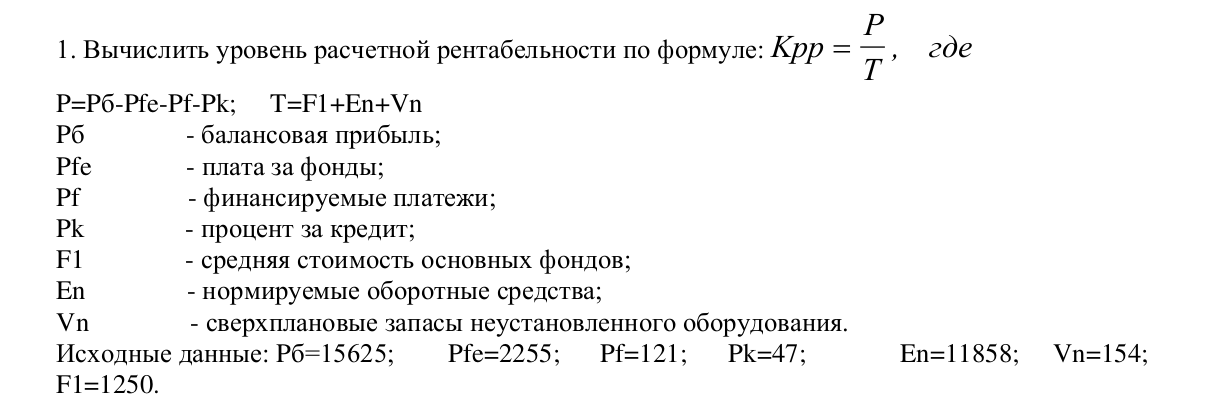 1. Вычислить уровень расчетной рентабельности по формуле: Kpp = P/T, где
P=Pб-Pfe-Pf-Pk; T=F1+En+Vn
Pб - балансовая прибыль;
Pfe - плата за фонды;
Pf - финансируемые платежи;
Pk - процент за кредит;
F1 - средняя стоимость основных фондов;
En - нормируемые оборотные средства;
Vn - сверхплановые запасы неустановленного оборудования.
Исходные данные: Pб=15625; Pfe=2255; Pf=121; Pk=47; En=11858; Vn=154;
F1=1250.